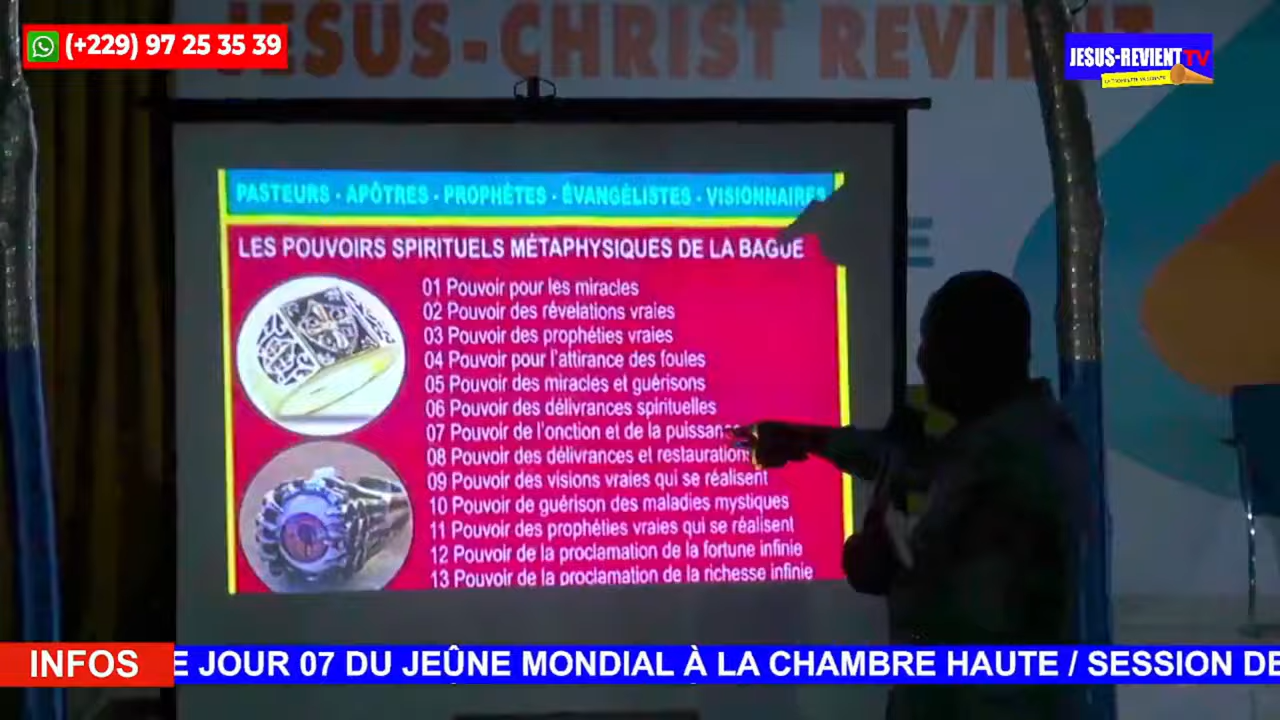 (+229) 97 25 35 39
JESUS-CHRIST REVIENT
JESUS-REVIENT TV
PASTEURS - APÔTRES - PROPHÈTES - ÉVANGÉLISTES - VISIONNAIRES
LES POUVOIRS SPIRITUELS MÉTAPHYSIQUES DE LA BAGUE
01 Pouvoir pour les miracles
02 Pouvoir des révelations vraies
03 Pouvoir des prophéties vraies
04 Pouvoir pour l'attirance des foules
05 Pouvoir des miracles et guérisons
06 Pouvoir des délivrances spirituelles
07 Pouvoir de l'onction et de la puissance
08 Pouvoir des délivrances et restaurations
09 Pouvoir des visions vraies qui se réalisent
10 Pouvoir de guérison des maladies mystiques
11 Pouvoir des prophéties vraies qui se réalisent
12 Pouvoir de la proclamation de la fortune infinie
13 Pouvoir de la proclamation de la richesse infinie
INFOS
E JOUR 07 DU JEÛNE MONDIAL À LA CHAMBRE HAUTE / SESSION DE